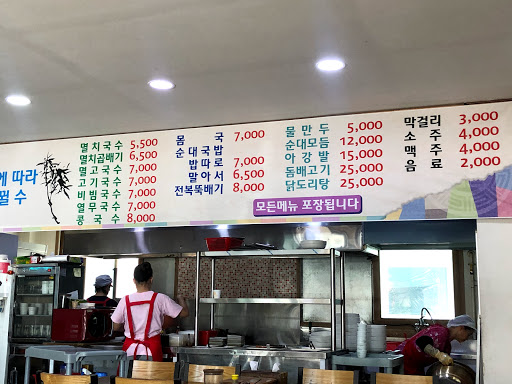 에 따라
뀔 수
멸치국수 5,500
멸치곱배기 6,500
멸고국수 7,000
고기국수 7,000
비빔국수 7,000
열무국수 7,000
콩국수 8,000
몸국 7,000
순대국밥
밥따로 7,000
말아서 6,500
전복뚝배기 8,000
물만두 5,000
순대모듬 12,000
아강발 15,000
돔배고기 25,000
닭도리탕 25,000
모든메뉴 포장됩니다
막걸리 3,000
소주 4,000
맥주 4,000
음료 2,000